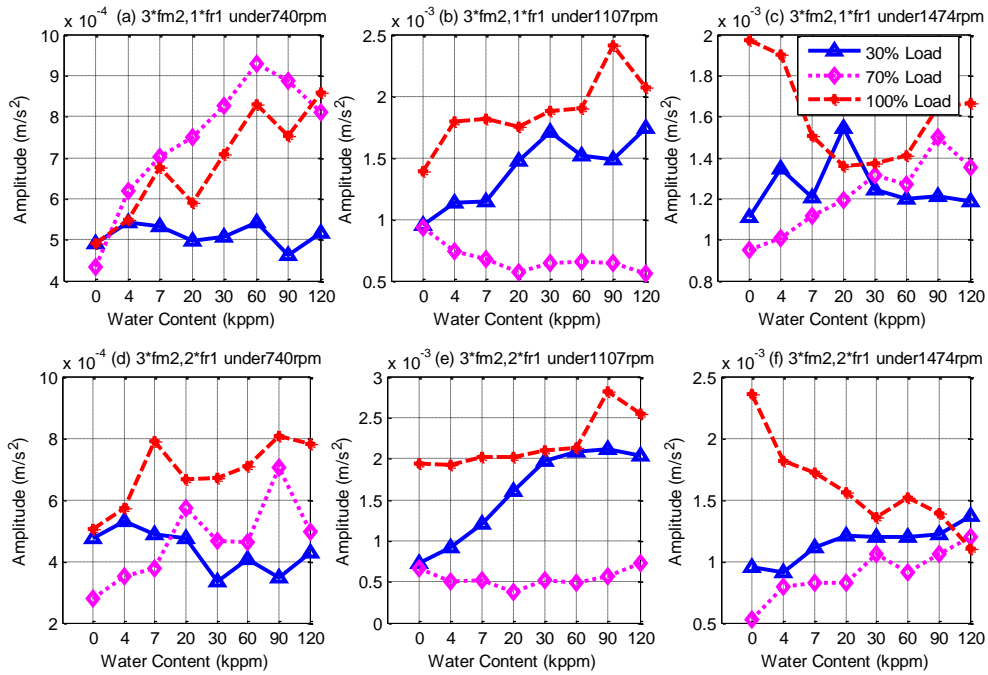 x 10^-4 (a) 3*fm2,1*fr1 under740rpm
10
9
8
7
6
5
4
Amplitude (m/s^2)
0 4 7 20 30 60 90 120
Water Content (kppm)
x 10^-3 (b) 3*fm2,1*fr1 under1107rpm
2.5
2
1.5
1
0.5
Amplitude (m/s^2)
0 4 7 20 30 60 90 120
Water Content (kppm)
x 10^-3 (c) 3*fm2,1*fr1 under1474rpm
2
1.8
1.6
1.4
1.2
1
0.8
Amplitude (m/s^2)
30% Load
70% Load
100% Load
0 4 7 20 30 60 90 120
Water Content (kppm)
x 10^-4 (d) 3*fm2,2*fr1 under740rpm
10
8
6
4
2
Amplitude (m/s^2)
0 4 7 20 30 60 90 120
Water Content (kppm)
x 10^-3 (e) 3*fm2,2*fr1 under1107rpm
3
2.5
2
1.5
1
0.5
0
Amplitude (m/s^2)
0 4 7 20 30 60 90 120
Water Content (kppm)
x 10^-3 (f) 3*fm2,2*fr1 under1474rpm
2.5
2
1.5
1
0.5
Amplitude (m/s^2)
0 4 7 20 30 60 90 120
Water Content (kppm)